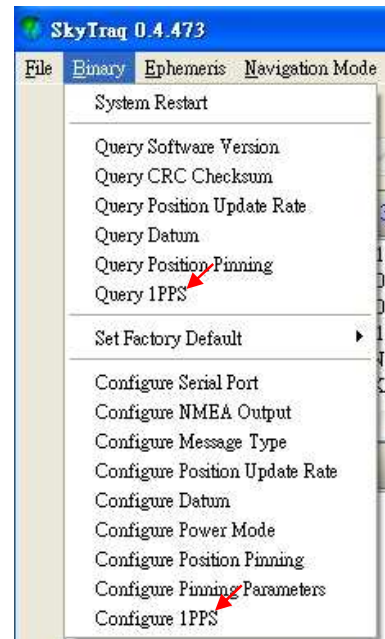 SkyTraq 0.4.473
File Binary Ephemeris Navigation Mode
System Restart
Query Software Version
Query CRC Checksum
Query Position Update Rate
Query Datum
Query Position Pinning
Query 1PPS
Set Factory Default
Configure Serial Port
Configure NMEA Output
Configure Message Type
Configure Position Update Rate
Configure Datum
Configure Power Mode
Configure Position Pinning
Configure Pinning Parameters
Configure 1PPS